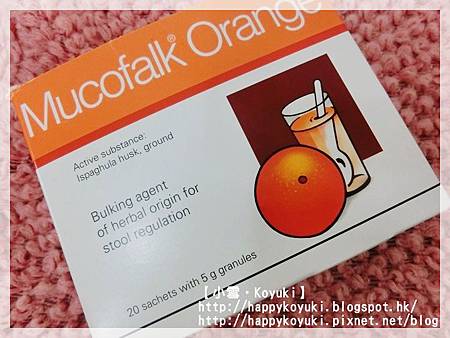 Mucofalk® Orange
Active substance:
Ispaghula husk, ground
Bulking agent
of herbal origin for
stool regulation
20 sachets with 5 g granules
【小雪・Koyuki】
http://happykoyuki.blogspot.hk/
http://happykoyuki.pixnet.net/blog